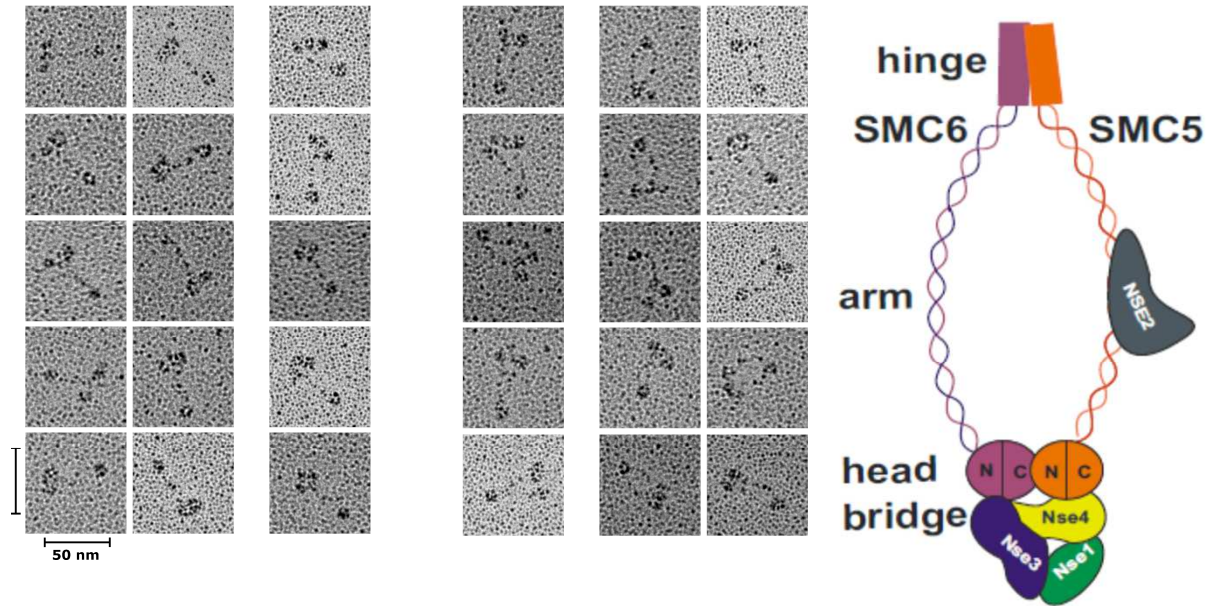 hinge
SMC6
SMC5
arm
NSE2
head
N
C
N
C
bridge
Nse4
Nse3
Nse1
50 nm